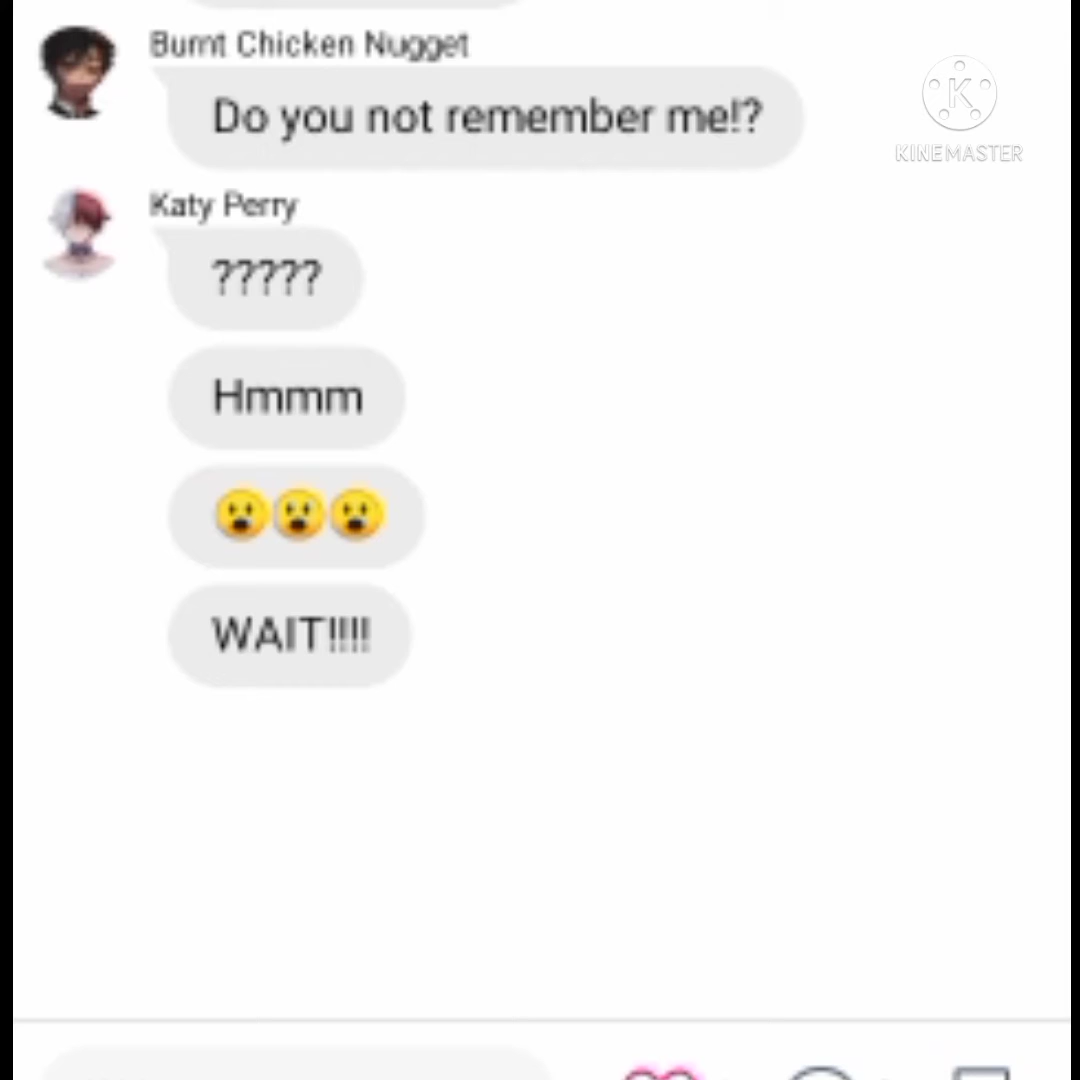 Burnt Chicken Nugget
Do you not remember me!?
K
KINEMASTER
Katy Perry
?????
Hmmm
😮😮😮
WAIT!!!!